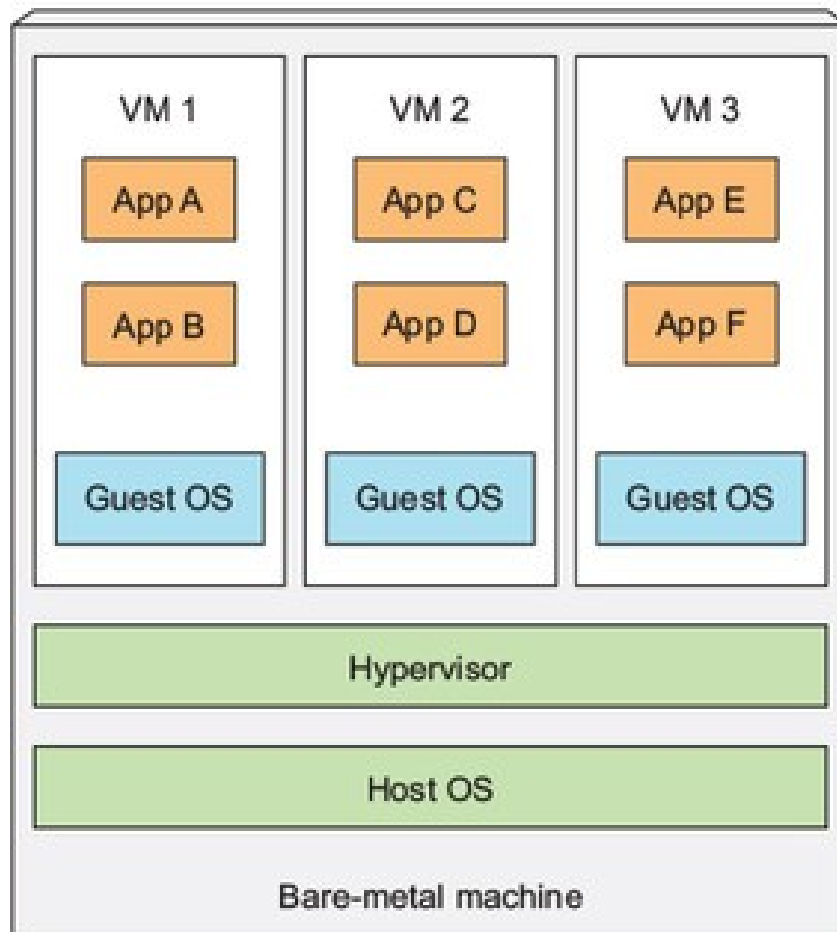 VM 1
App A
App B
Guest OS
VM 2
App C
App D
Guest OS
VM 3
App E
App F
Guest OS
Hypervisor
Host OS
Bare-metal machine